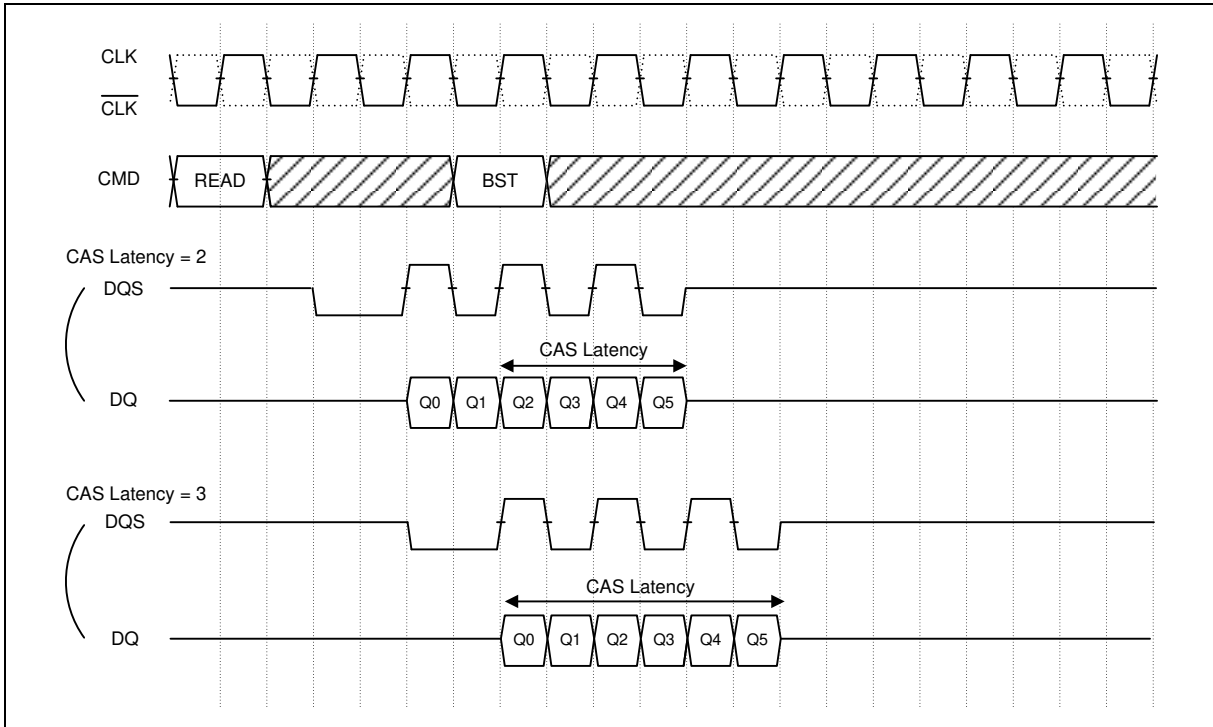 CLK
CLK
CMD READ BST
CAS Latency = 2
DQS
CAS Latency
DQ Q0 Q1 Q2 Q3 Q4 Q5
CAS Latency = 3
DQS
CAS Latency
DQ Q0 Q1 Q2 Q3 Q4 Q5